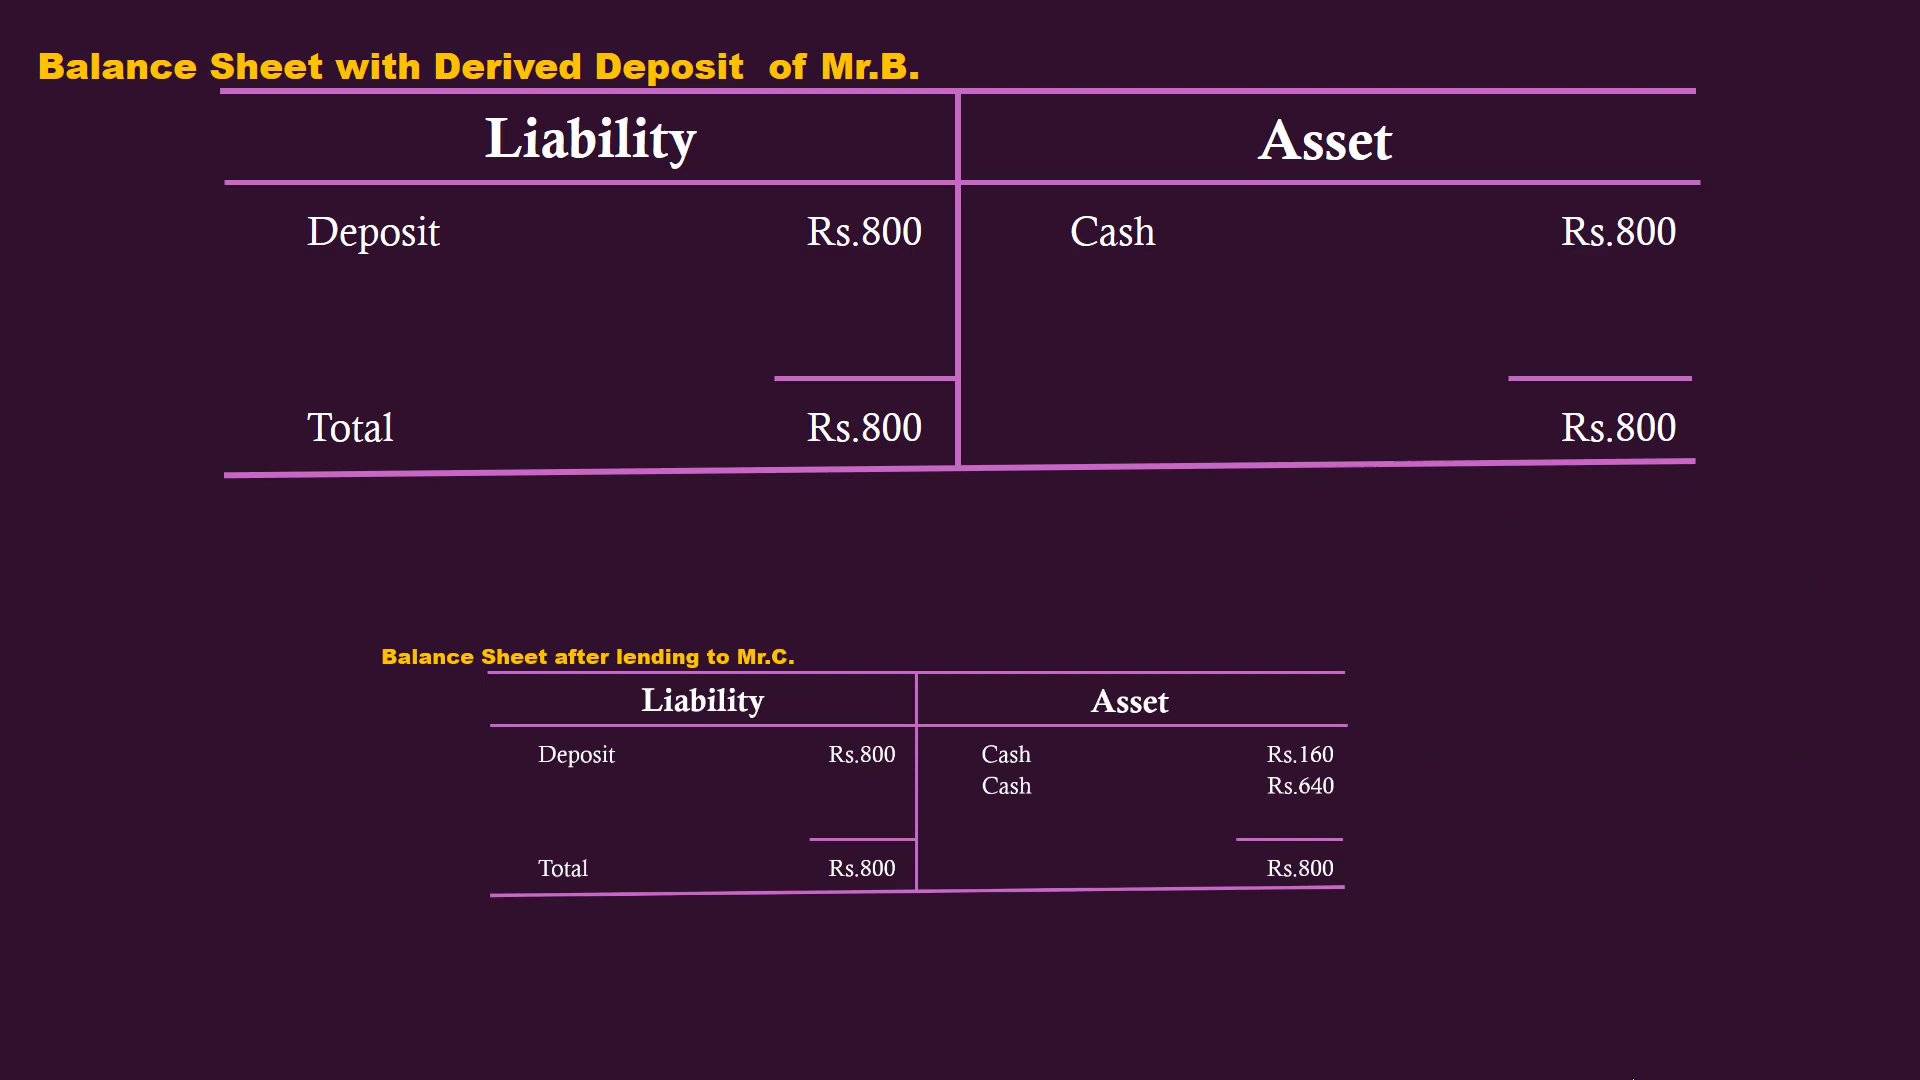 Balance Sheet with Derived Deposit of Mr.B.
Liability Asset
Deposit Rs.800 Cash Rs.800
Total Rs.800 Rs.800
Balance Sheet after lending to Mr.C.
Liability Asset
Deposit Rs.800 Cash Rs.160
Cash Rs.640
Total Rs.800 Rs.800